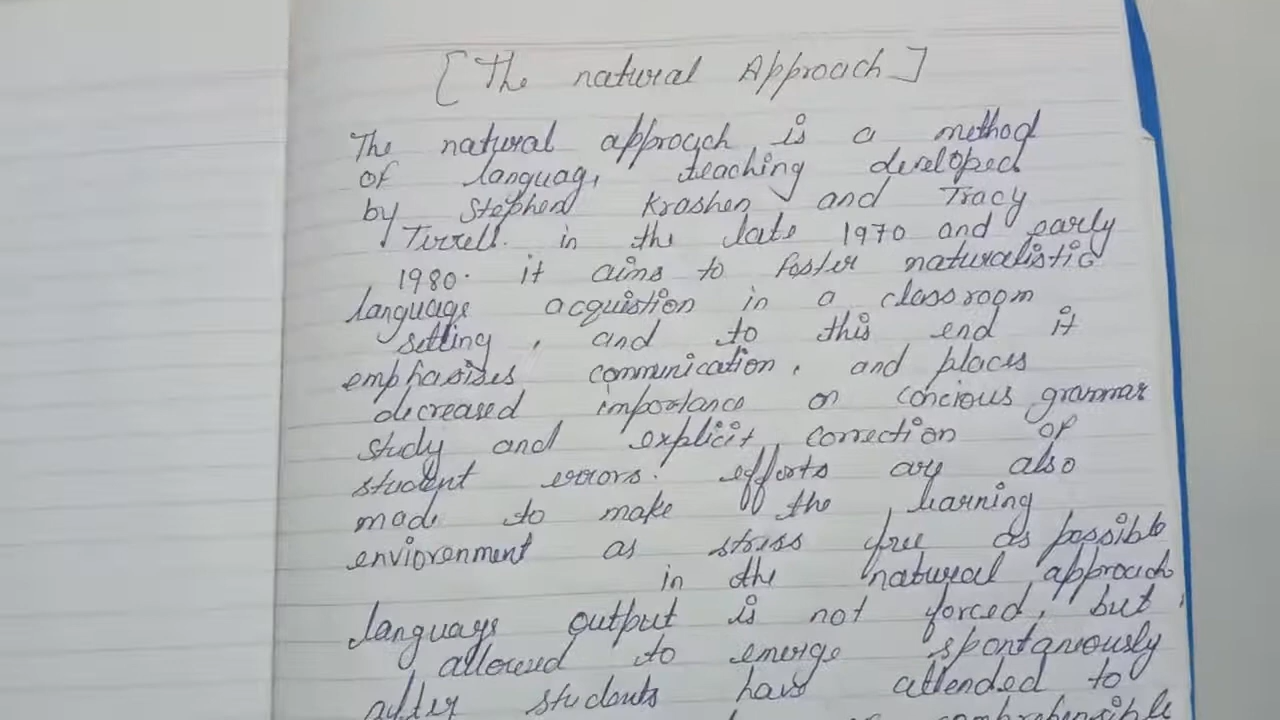 [The natural Approach]
The natural approach is a method
of language teaching developed
by Stephen Krashen and Tracy
Tirrell. in the late 1970 and early
1980. it aims to foster naturalistic
language acquistion in a classroom
setting, and to this end it
emphasises communication, and places
decreased importance on concious grammar
study and explicit correction of
student errors. efforts are also
made to make the learning
enviorenment as stress free as possible
in the natural approach
language output is not forced, but
allowed to emerge spontaneously
after students have attended to
comprehensible